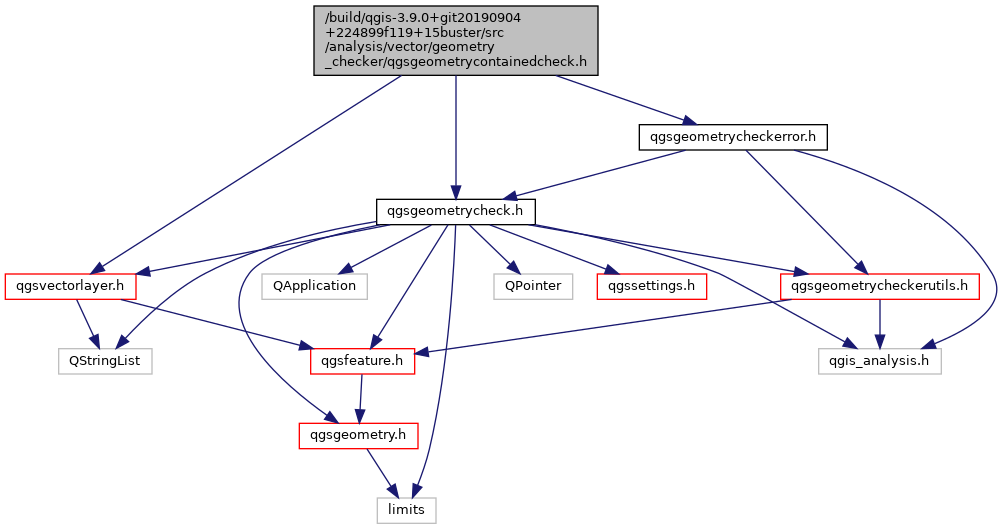 /build/qgis-3.9.0+git20190904
+224899f119+15buster/src
/analysis/vector/geometry
_checker/qgsgeometrycontainedcheck.h
qgsgeometrycheckerror.h
qgsgeometrycheck.h
qgsvectorlayer.h
QApplication
QPointer
qgssettings.h
qgsgeometrycheckerutils.h
QStringList
qgsfeature.h
qgis_analysis.h
qgsgeometry.h
limits